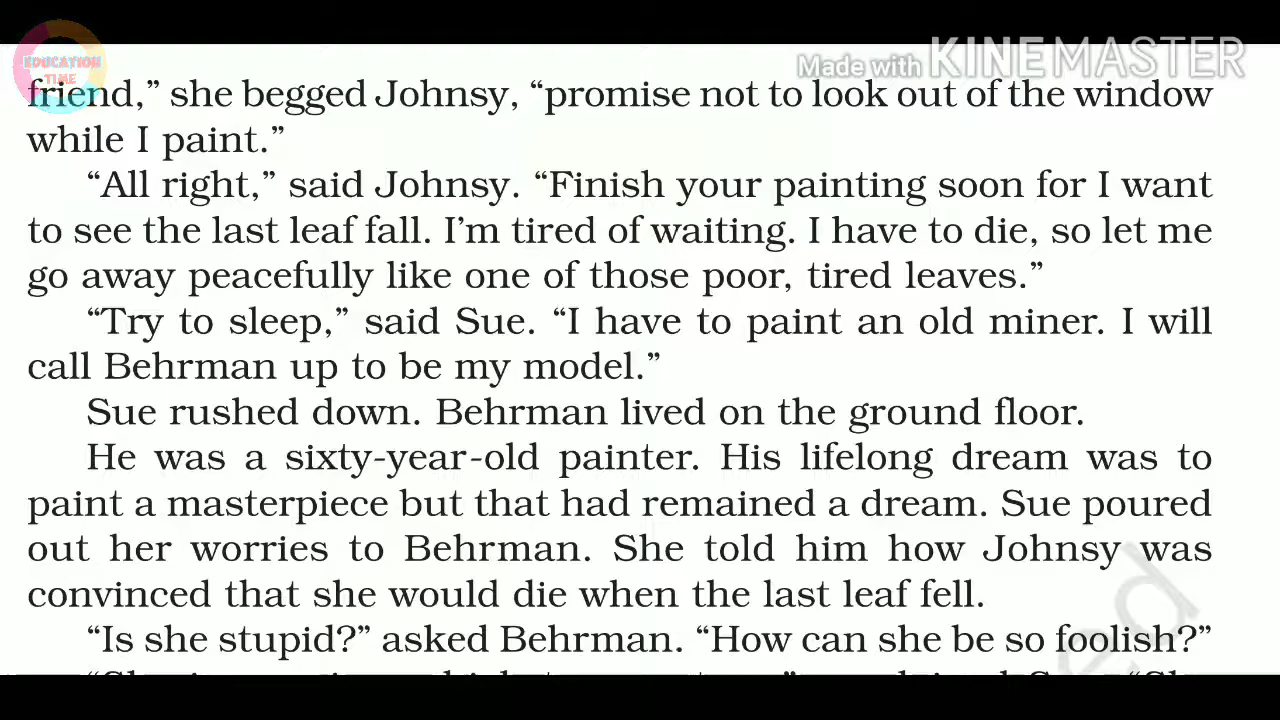 EDUCATION
TIME
Made with KINEMASTER
friend,” she begged Johnsy, “promise not to look out of the window
while I paint.”
“All right,” said Johnsy. “Finish your painting soon for I want
to see the last leaf fall. I’m tired of waiting. I have to die, so let me
go away peacefully like one of those poor, tired leaves.”
“Try to sleep,” said Sue. “I have to paint an old miner. I will
call Behrman up to be my model.”
Sue rushed down. Behrman lived on the ground floor.
He was a sixty-year-old painter. His lifelong dream was to
paint a masterpiece but that had remained a dream. Sue poured
out her worries to Behrman. She told him how Johnsy was
convinced that she would die when the last leaf fell.
“Is she stupid?” asked Behrman. “How can she be so foolish?”